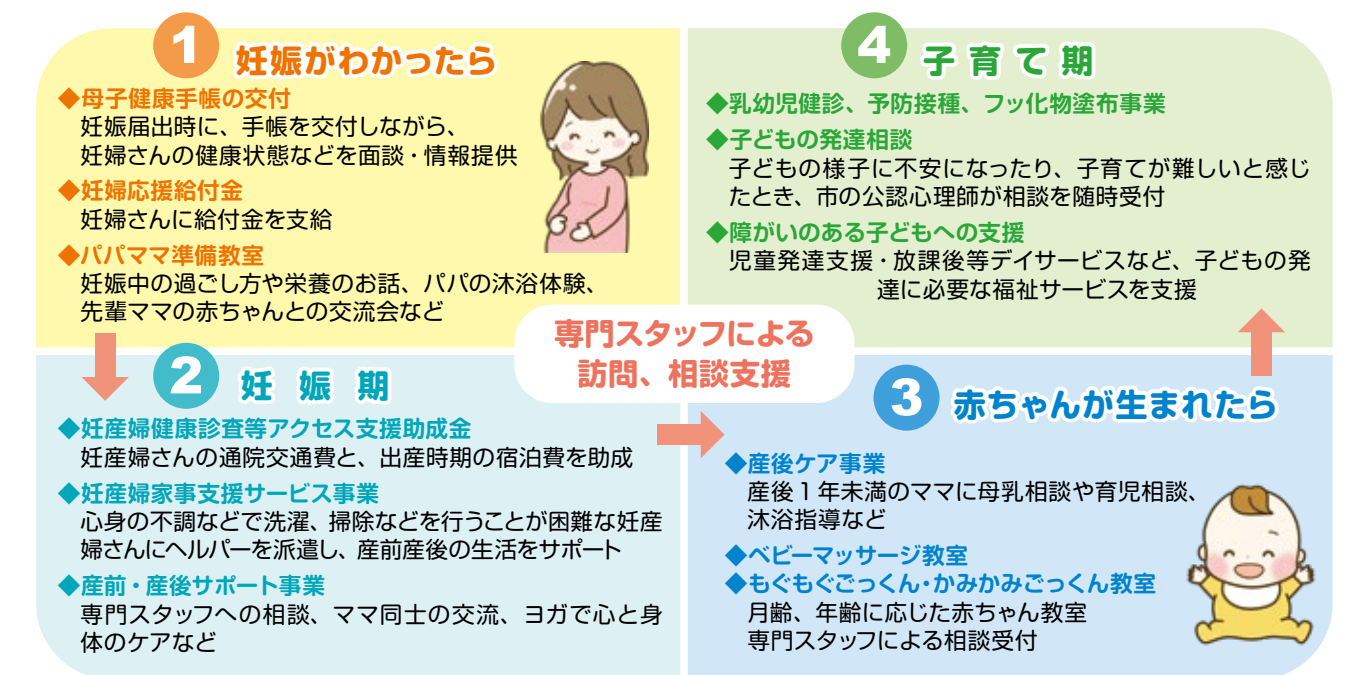 1 妊娠がわかったら
◆母子健康手帳の交付
妊娠届出時に、手帳を交付しながら、
妊婦さんの健康状態などを面談・情報提供
◆妊婦応援給付金
妊婦さんに給付金を支給
◆パパママ準備教室
妊娠中の過ごし方や栄養のお話、パパの沐浴体験、
先輩ママの赤ちゃんとの交流会など
2 妊娠期
◆妊産婦健康診査等アクセス支援助成金
妊産婦さんの通院交通費と、出産時期の宿泊費を助成
◆妊産婦家事支援サービス事業
心身の不調などで洗濯、掃除などを行うことが困難な妊産
婦さんにヘルパーを派遣し、産前産後の生活をサポート
◆産前・産後サポート事業
専門スタッフへの相談、ママ同士の交流、ヨガで心と身
体のケアなど
専門スタッフによる
訪問、相談支援
3 赤ちゃんが生まれたら
◆産後ケア事業
産後1年未満のママに母乳相談や育児相談、
沐浴指導など
◆ベビーマッサージ教室
◆もぐもぐごっくん・かみかみごっくん教室
月齢、年齢に応じた赤ちゃん教室
専門スタッフによる相談受付
4 子育て期
◆乳幼児健診、予防接種、フッ化物塗布事業
◆子どもの発達相談
子どもの様子に不安になったり、子育てが難しいと感じ
たとき、市の公認心理師が相談を随時受付
◆障がいのある子どもへの支援
児童発達支援・放課後等デイサービスなど、子どもの発
達に必要な福祉サービスを支援